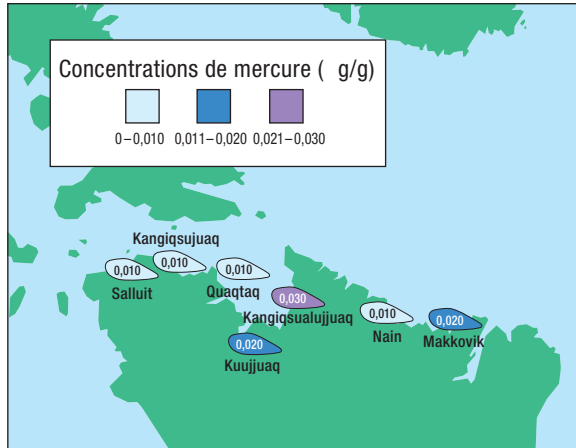 Concentrations de mercure ( g/g)
0–0,010 0,011–0,020 0,021–0,030
Kangiqsujuaq
0,010
0,010
0,010
Salluit
Quaqtaq
0,030
Kangiqsualujjuaq
0,010
0,020
Nain
Makkovik
0,020
Kuujjuaq